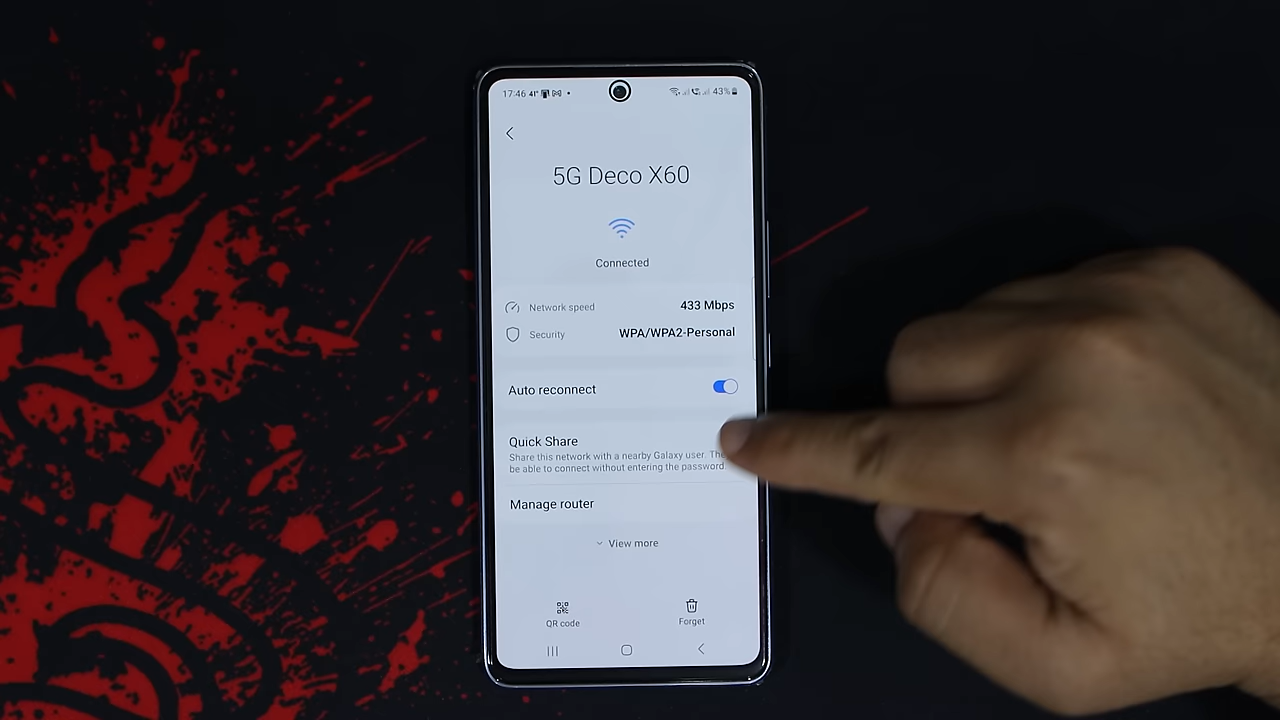 17:46 41°
43%
5G Deco X60
Connected
Network speed 433 Mbps
Security WPA/WPA2-Personal
Auto reconnect
Quick Share
Share this network with a nearby Galaxy user.
be able to connect without entering the password.
Manage router
View more
QR code
Forget